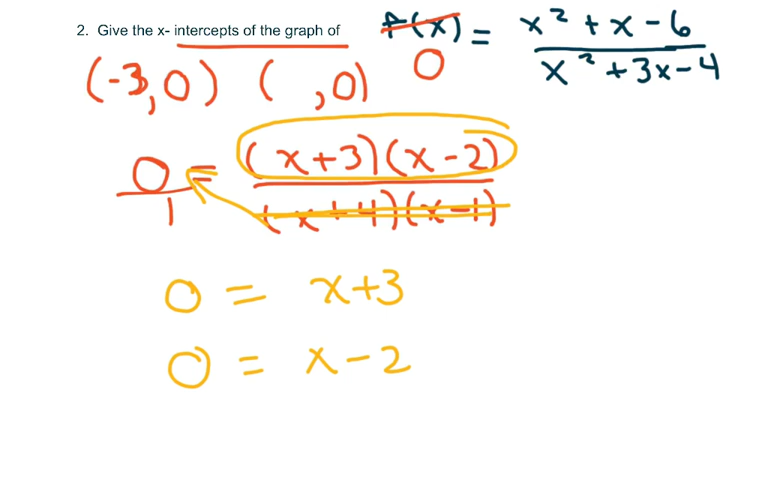 2. Give the x- intercepts of the graph of f(x) = x² + x - 6 / x² + 3x - 4
0
(-3,0) ( ,0)
0/1 = (x+3)(x-2) / (x+4)(x-1)
0 = x+3
0 = x-2